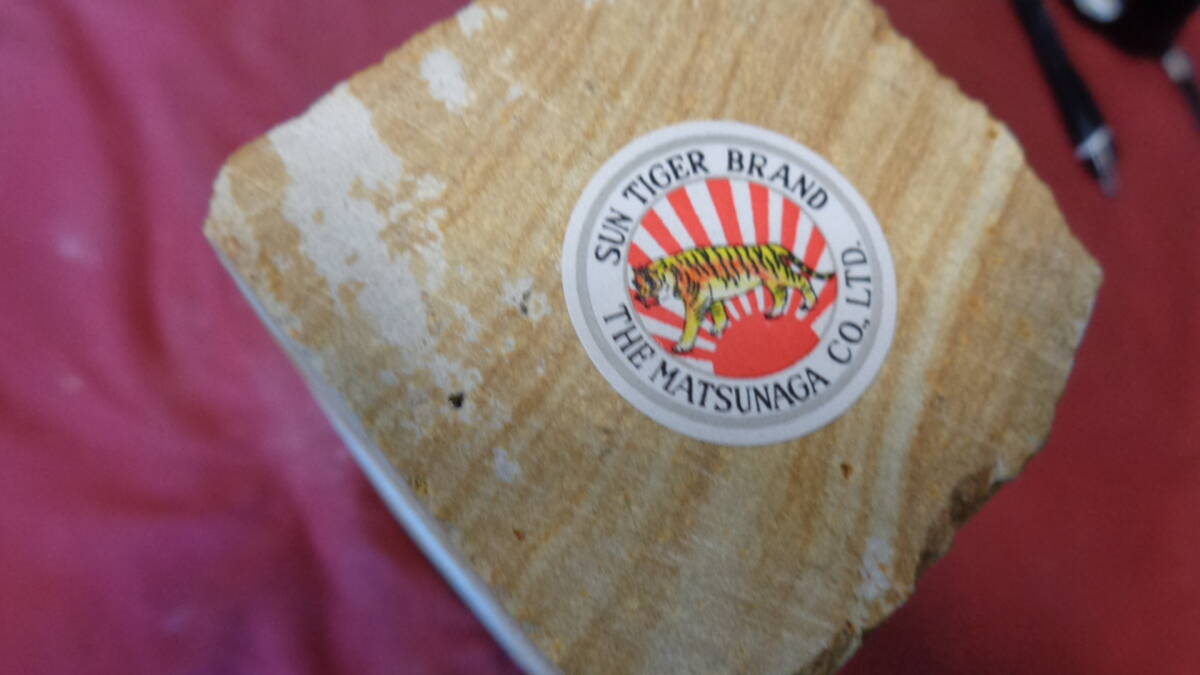 SUN TIGER BRAND
THE MATSUNAGA CO., LTD.